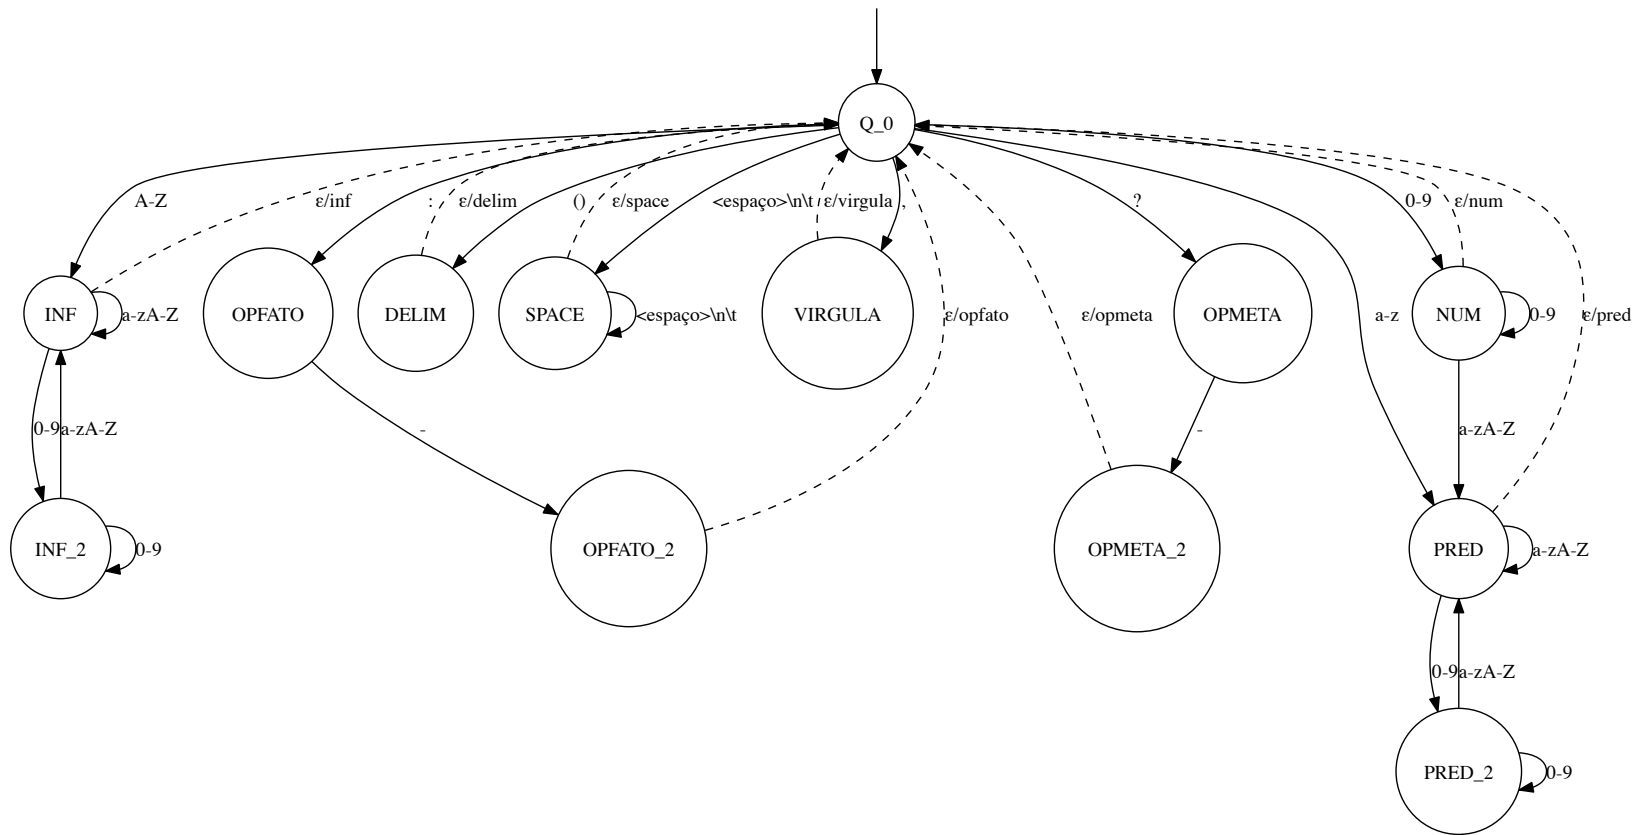 Q_0
A-Z
ε/inf
:
ε/delim
()
ε/space
<espaço>\n\t
ε/virgula
,
?
0-9
ε/num
INF
a-zA-Z
OPFATO
DELIM
SPACE
<espaço>\n\t
VIRGULA
ε/opfato
ε/opmeta
OPMETA
a-z
NUM
0-9
ε/pred
0-9
a-zA-Z
-
-
a-zA-Z
INF_2
0-9
OPFATO_2
OPMETA_2
PRED
a-zA-Z
0-9
a-zA-Z
PRED_2
0-9